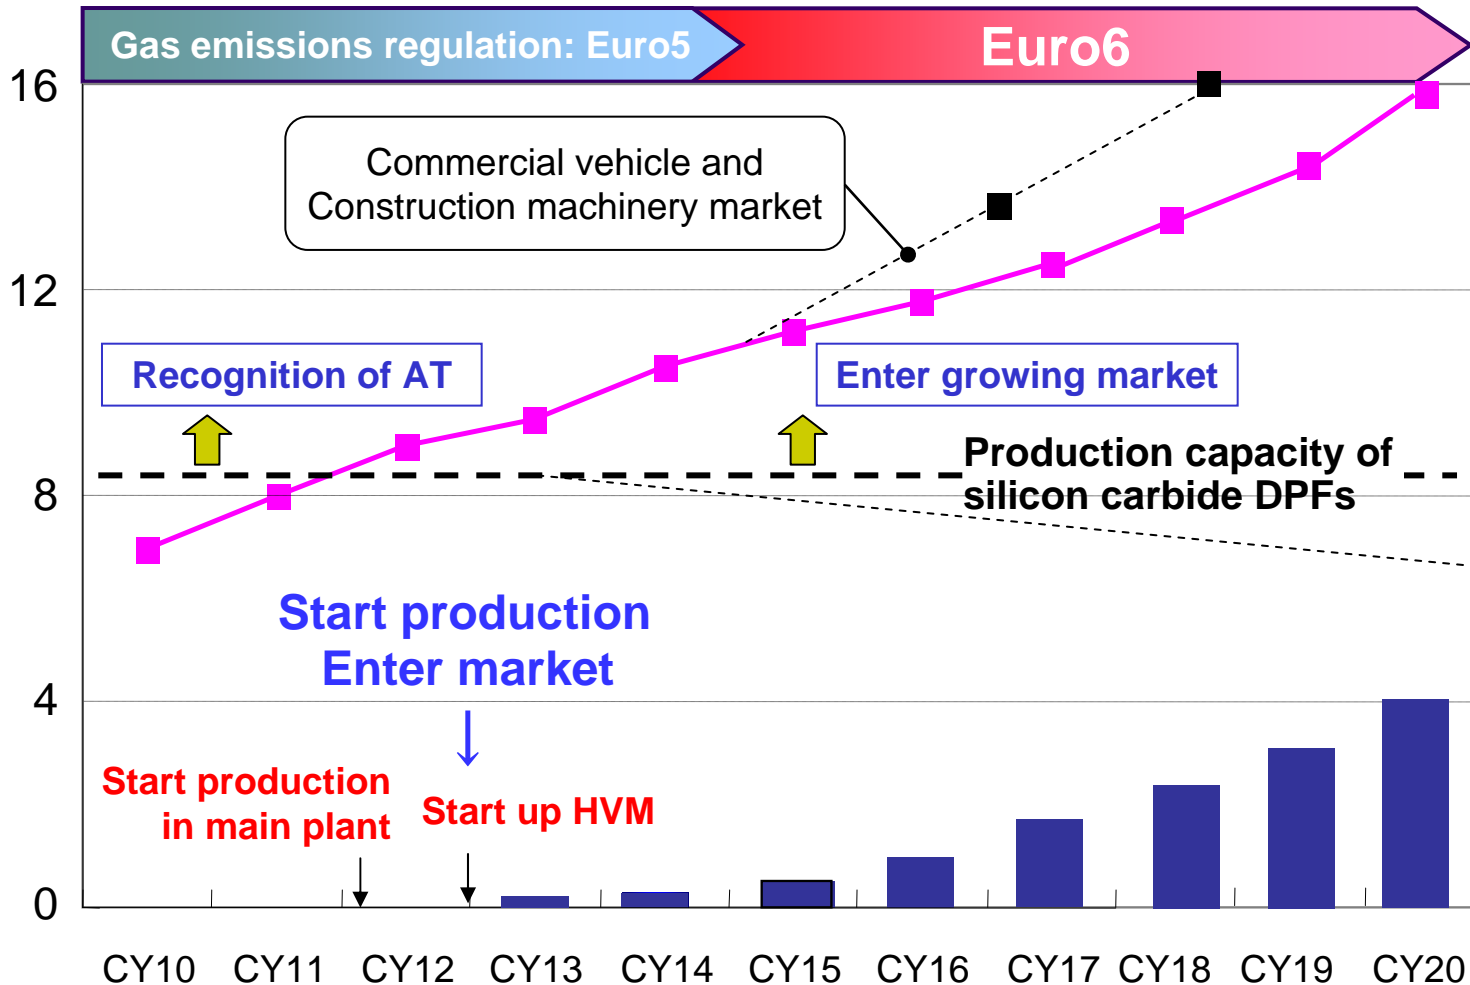 Gas emissions regulation: Euro5
Euro6
16
Commercial vehicle and
Construction machinery market
12
Recognition of AT
Enter growing market
Production capacity of
silicon carbide DPFs
8
Start production
Enter market
4
Start production
in main plant
Start up HVM
0
CY10 CY11 CY12 CY13 CY14 CY15 CY16 CY17 CY18 CY19 CY20